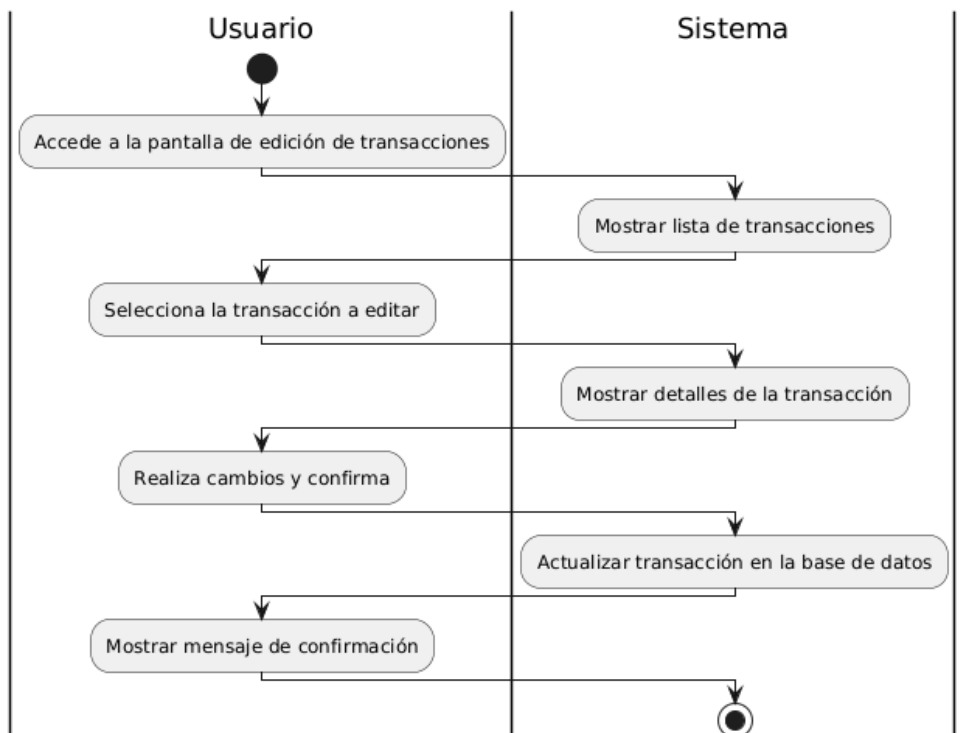 Usuario
Sistema
Accede a la pantalla de edición de transacciones
Mostrar lista de transacciones
Selecciona la transacción a editar
Mostrar detalles de la transacción
Realiza cambios y confirma
Actualizar transacción en la base de datos
Mostrar mensaje de confirmación